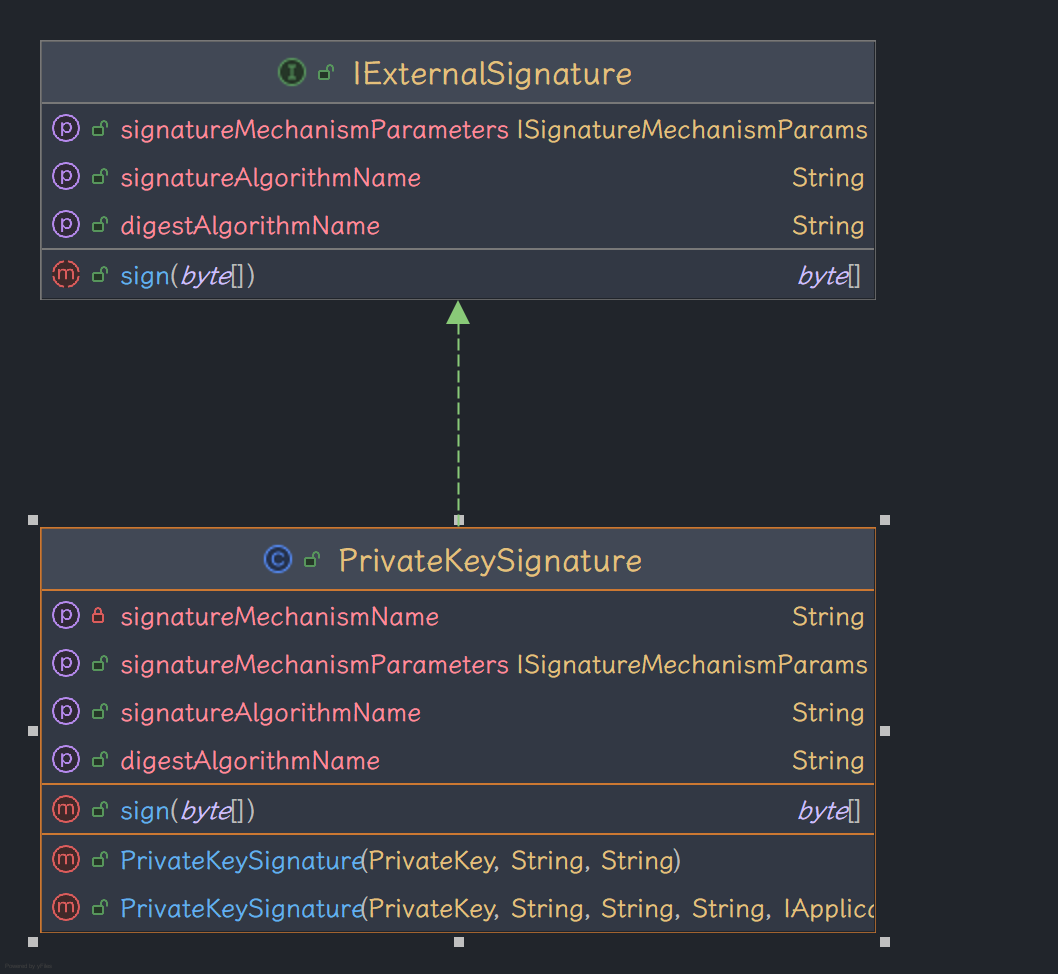 I IExternalSignature
p signatureMechanismParameters ISignatureMechanismParams
p signatureAlgorithmName String
p digestAlgorithmName String
m sign(byte[]) byte[]
C PrivateKeySignature
p signatureMechanismName String
p signatureMechanismParameters ISignatureMechanismParams
p signatureAlgorithmName String
p digestAlgorithmName String
m sign(byte[]) byte[]
m PrivateKeySignature(PrivateKey, String, String)
m PrivateKeySignature(PrivateKey, String, String, String, IApplic
Powered by yFiles